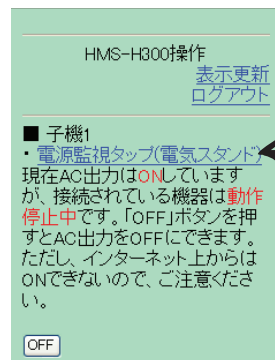 HMS-H300操作
表示更新
ログアウト
■ 子機1
・電源監視タップ(電気スタンド)
現在AC出力はONしています
が、接続されている機器は動作
停止中です。「OFF」ボタンを押
すとAC出力をOFFにできます。
ただし、インターネット上からは
ONできないので、ご注意くださ
い。
OFF